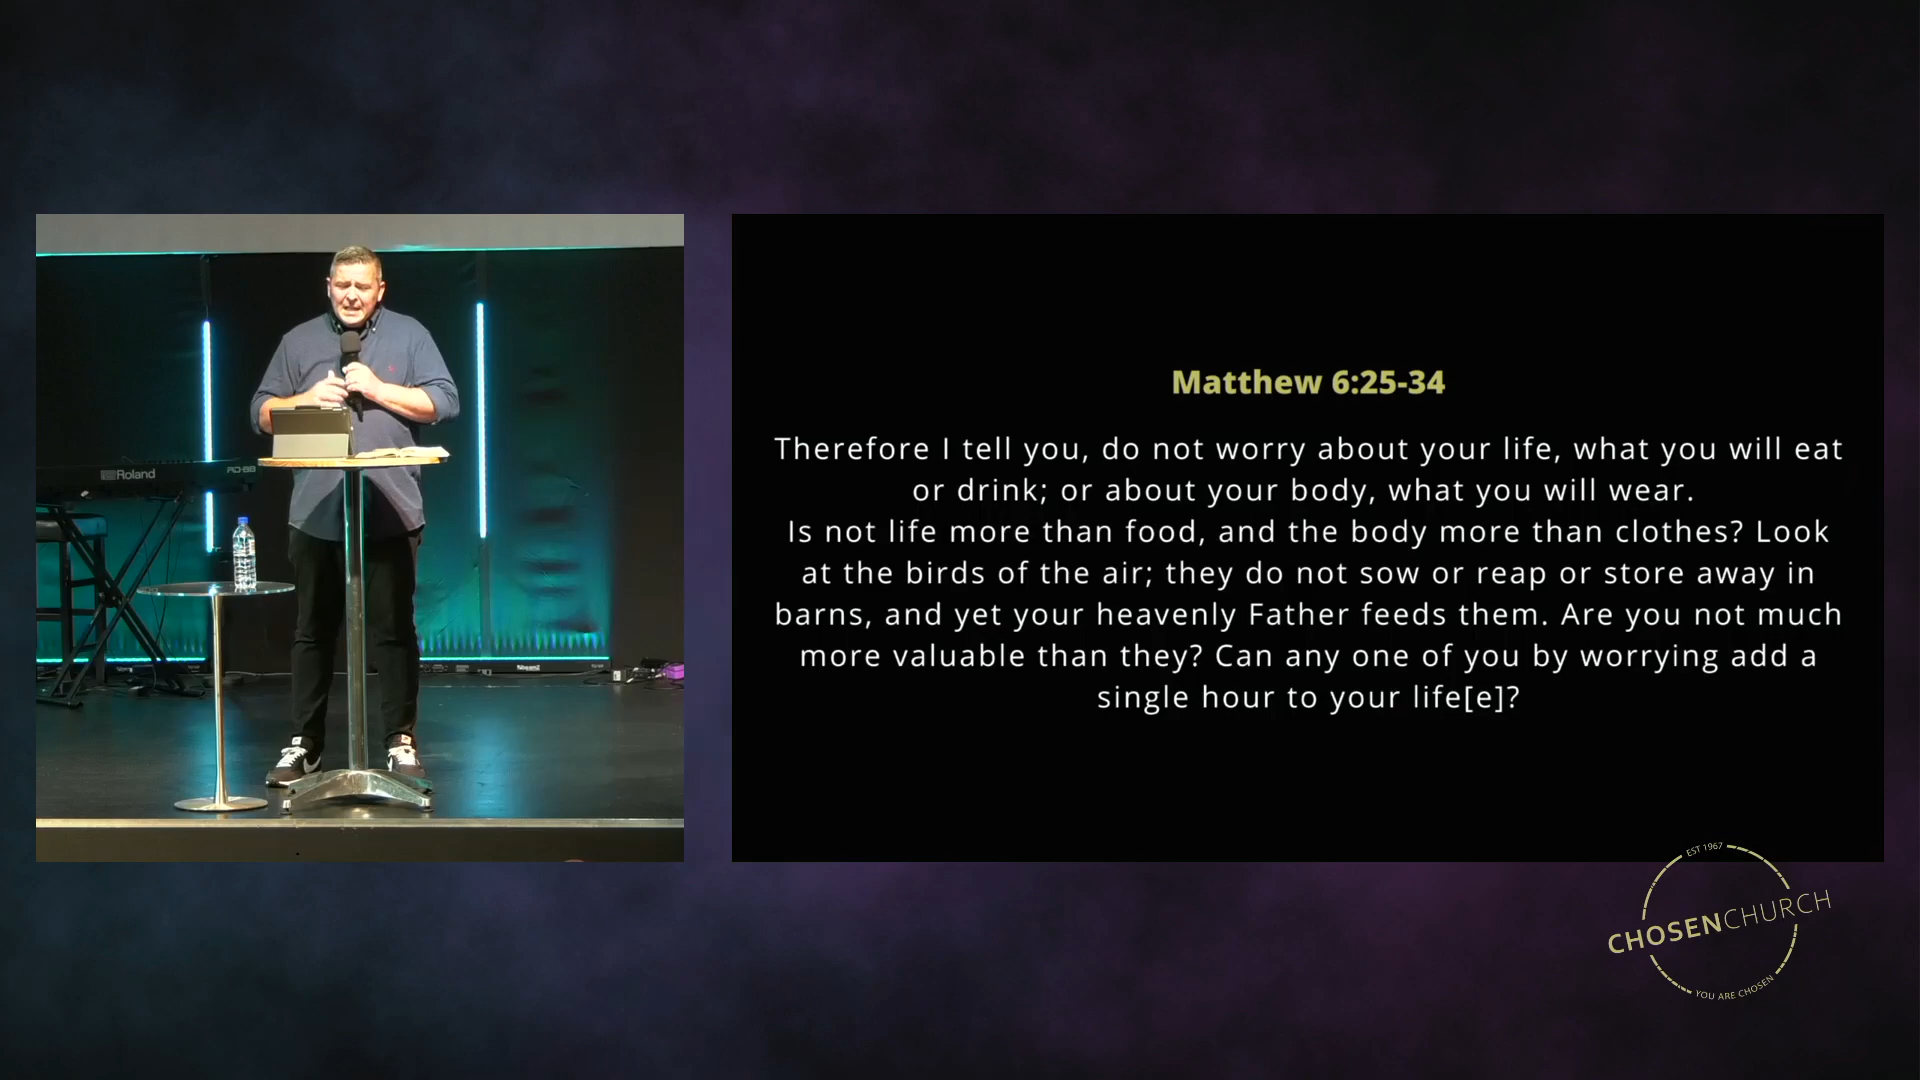 Roland
RD-88
Matthew 6:25-34
Therefore I tell you, do not worry about your life, what you will eat
or drink; or about your body, what you will wear.
Is not life more than food, and the body more than clothes? Look
at the birds of the air; they do not sow or reap or store away in
barns, and yet your heavenly Father feeds them. Are you not much
more valuable than they? Can any one of you by worrying add a
single hour to your life[e]?
EST 1967
CHOSENCHURCH
YOU ARE CHOSEN